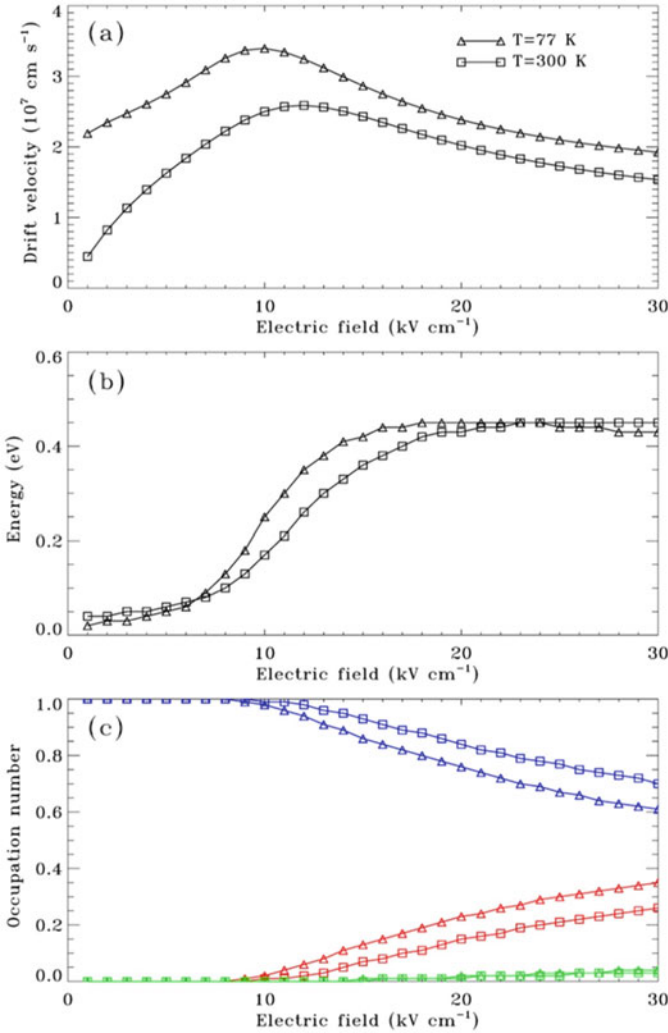 (a)
T=77 K
T=300 K
Drift velocity (10⁷ cm s⁻¹)
4
3
2
1
0
0 10 20 30
Electric field (kV cm⁻¹)
(b)
Energy (eV)
0.6
0.4
0.2
0.0
0 10 20 30
Electric field (kV cm⁻¹)
(c)
Occupation number
1.0
0.8
0.6
0.4
0.2
0.0
0 10 20 30
Electric field (kV cm⁻¹)